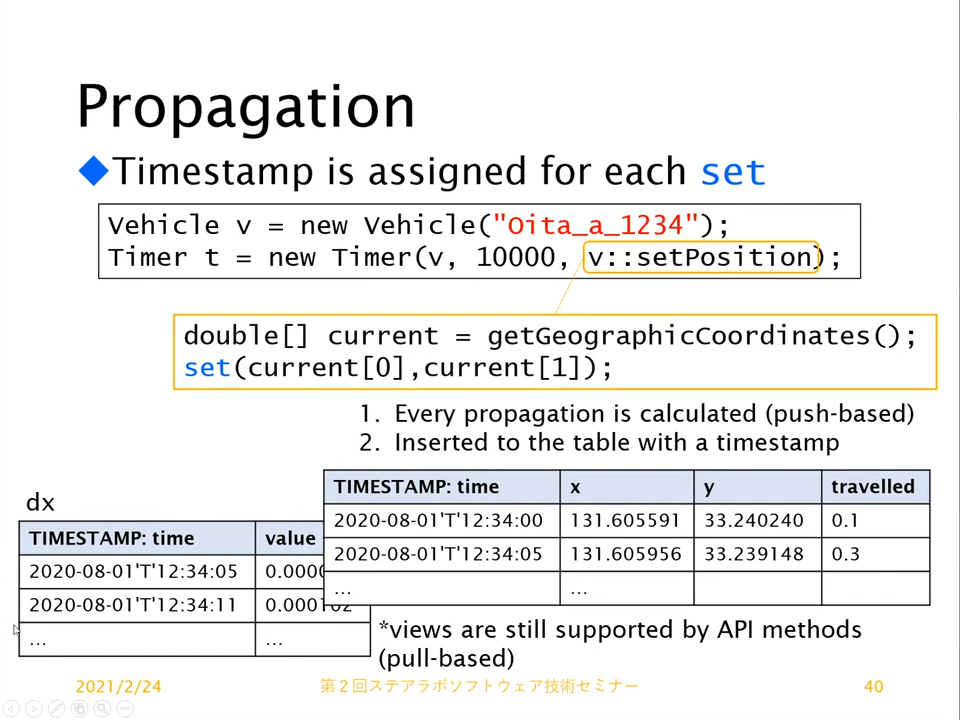 Propagation
Timestamp is assigned for each set
Vehicle v = new Vehicle("Oita_a_1234");
Timer t = new Timer(v, 10000, v::setPosition);
double[] current = getGeographicCoordinates();
set(current[0],current[1]);
1. Every propagation is calculated (push-based)
2. Inserted to the table with a timestamp
TIMESTAMP: time x y travelled
2020-08-01'T'12:34:00 131.605591 33.240240 0.1
2020-08-01'T'12:34:05 131.605956 33.239148 0.3
... ...
dx
TIMESTAMP: time value
2020-08-01'T'12:34:05
2020-08-01'T'12:34:11
... ...
*views are still supported by API methods
(pull-based)
2021/2/24 第２回ステアラボソフトウェア技術セミナー 40